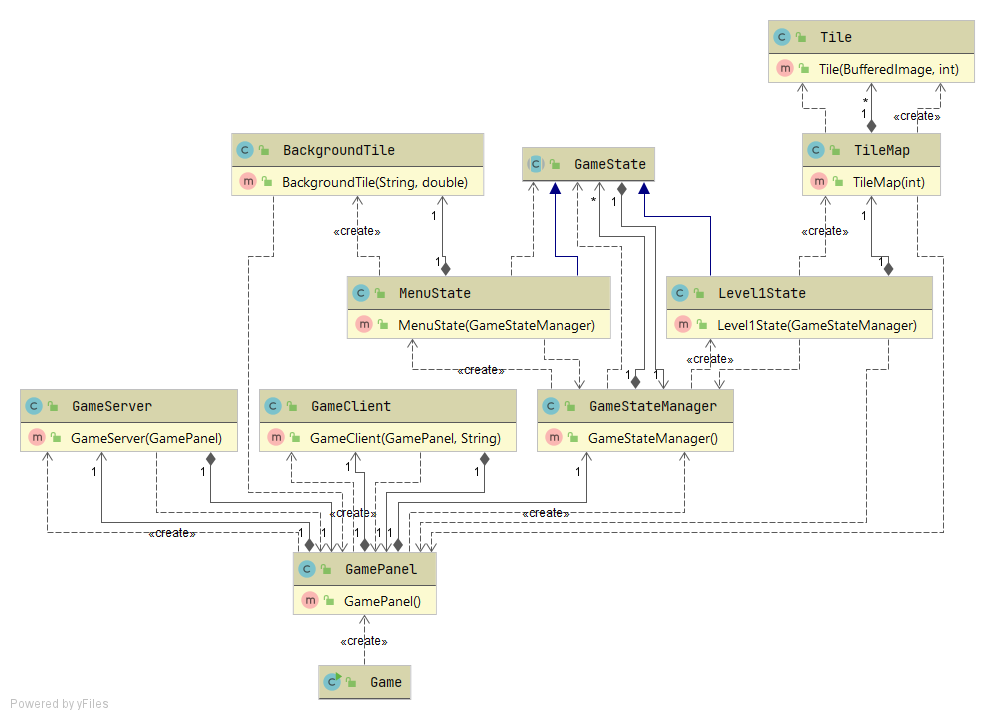 Tile
Tile(BufferedImage, int)
*
1
«create»
BackgroundTile
BackgroundTile(String, double)
GameState
TileMap
TileMap(int)
1
«create»
1
*
1
«create»
1
1
1
MenuState
MenuState(GameStateManager)
Level1State
Level1State(GameStateManager)
«create»
«create»
1
1
GameServer
GameServer(GamePanel)
GameClient
GameClient(GamePanel, String)
GameStateManager
GameStateManager()
1
1
1
1
1
«create»
1
1
«create»
1
1
1
«create»
GamePanel
GamePanel()
«create»
Game
Powered by yFiles